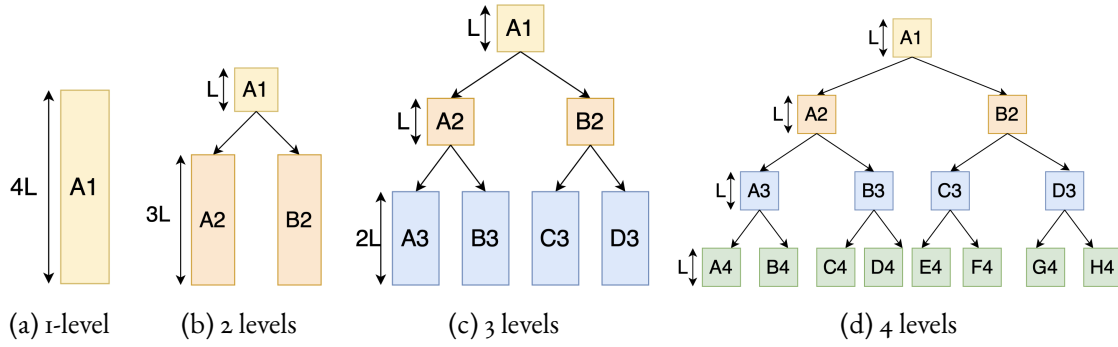 4L
A1
(a) 1-level
L
A1
3L
A2
B2
(b) 2 levels
L
A1
L
A2
B2
2L
A3
B3
C3
D3
(c) 3 levels
L
A1
L
A2
B2
L
A3
B3
C3
D3
L
A4
B4
C4
D4
E4
F4
G4
H4
(d) 4 levels